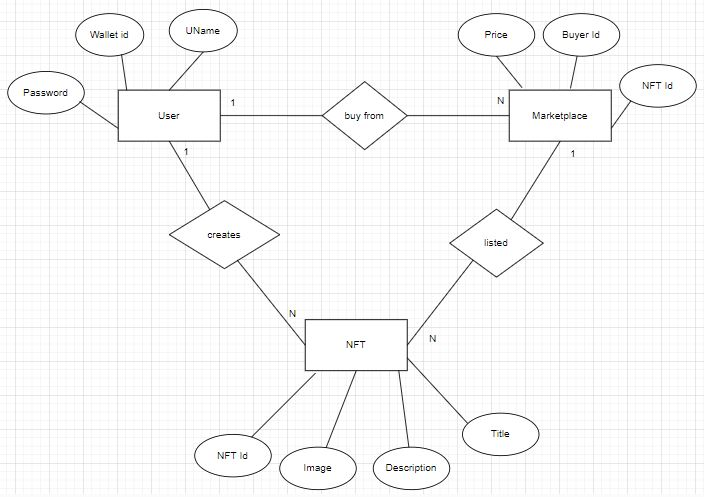 Wallet id
UName
Price
Buyer Id
Password
NFT Id
1
N
User
buy from
Marketplace
1
1
creates
listed
N
N
NFT
Title
NFT Id
Image
Description